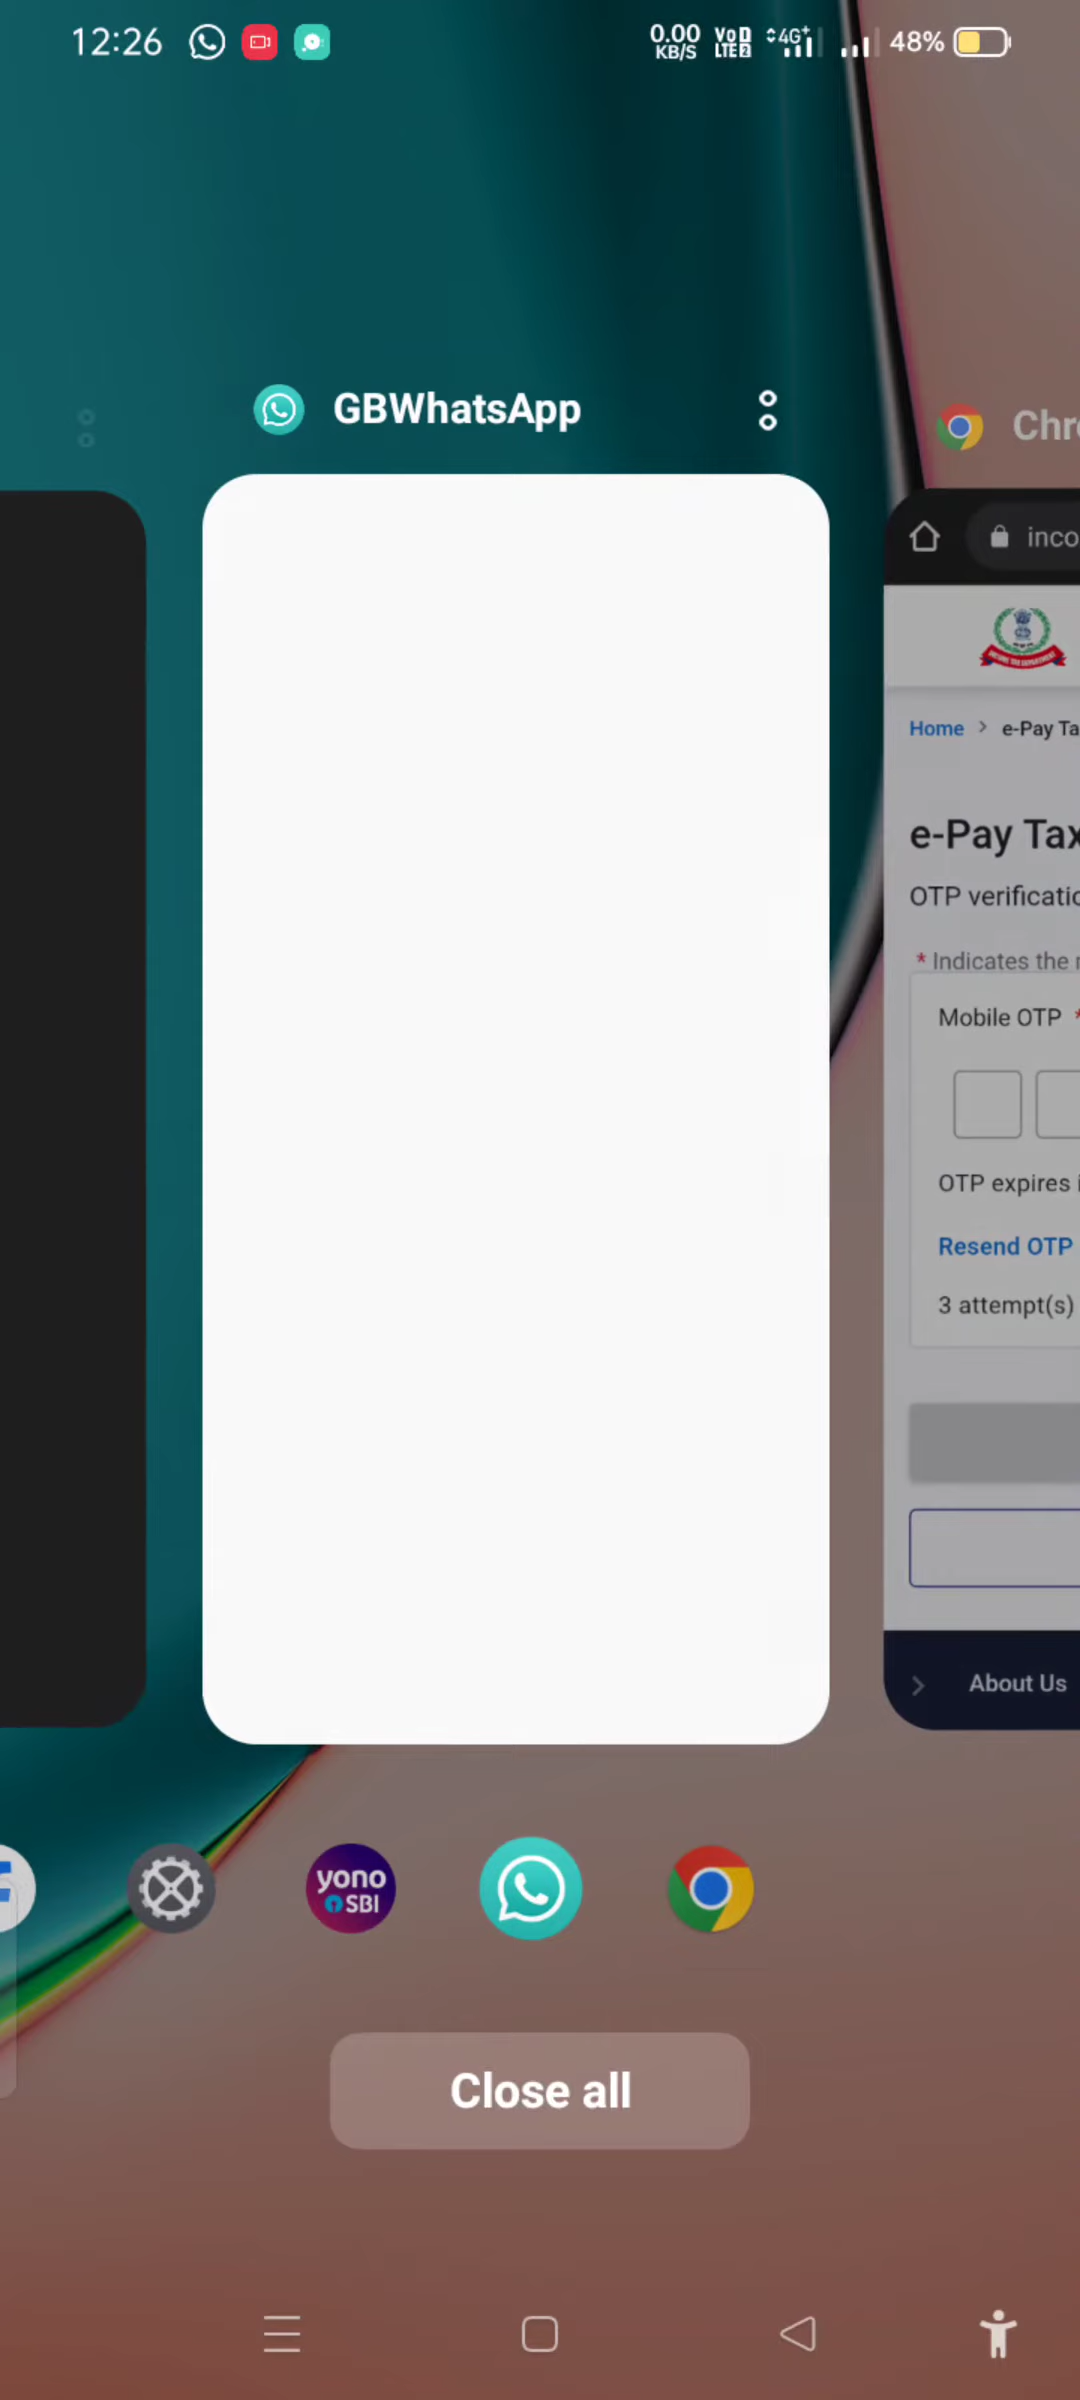 12:26
0.00 KB/S
VoD LTE 2
4G+
48%
GBWhatsApp
Chr
inco
Home > e-Pay Ta
e-Pay Tax
OTP verificatio
* Indicates the
Mobile OTP *
OTP expires
Resend OTP
3 attempt(s)
About Us
yono
SBI
Close all